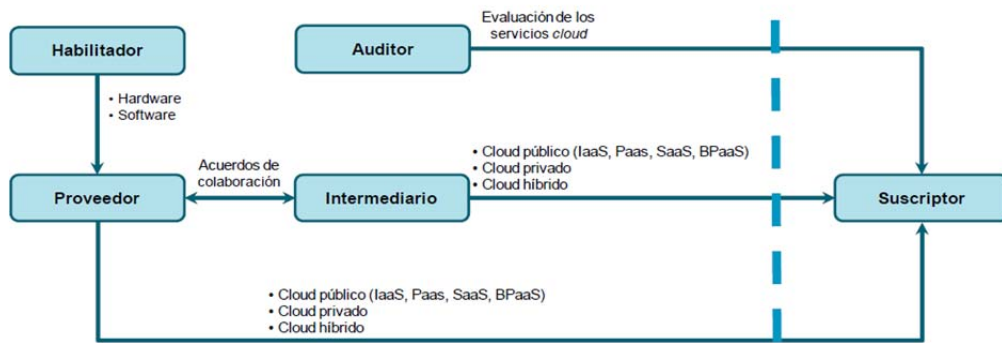 Evaluación de los
servicios cloud
Habilitador
Auditor
• Hardware
• Software
• Cloud público (IaaS, Paas, SaaS, BPaaS)
• Cloud privado
• Cloud híbrido
Acuerdos de
colaboración
Proveedor
Intermediario
Suscriptor
• Cloud público (IaaS, Paas, SaaS, BPaaS)
• Cloud privado
• Cloud híbrido